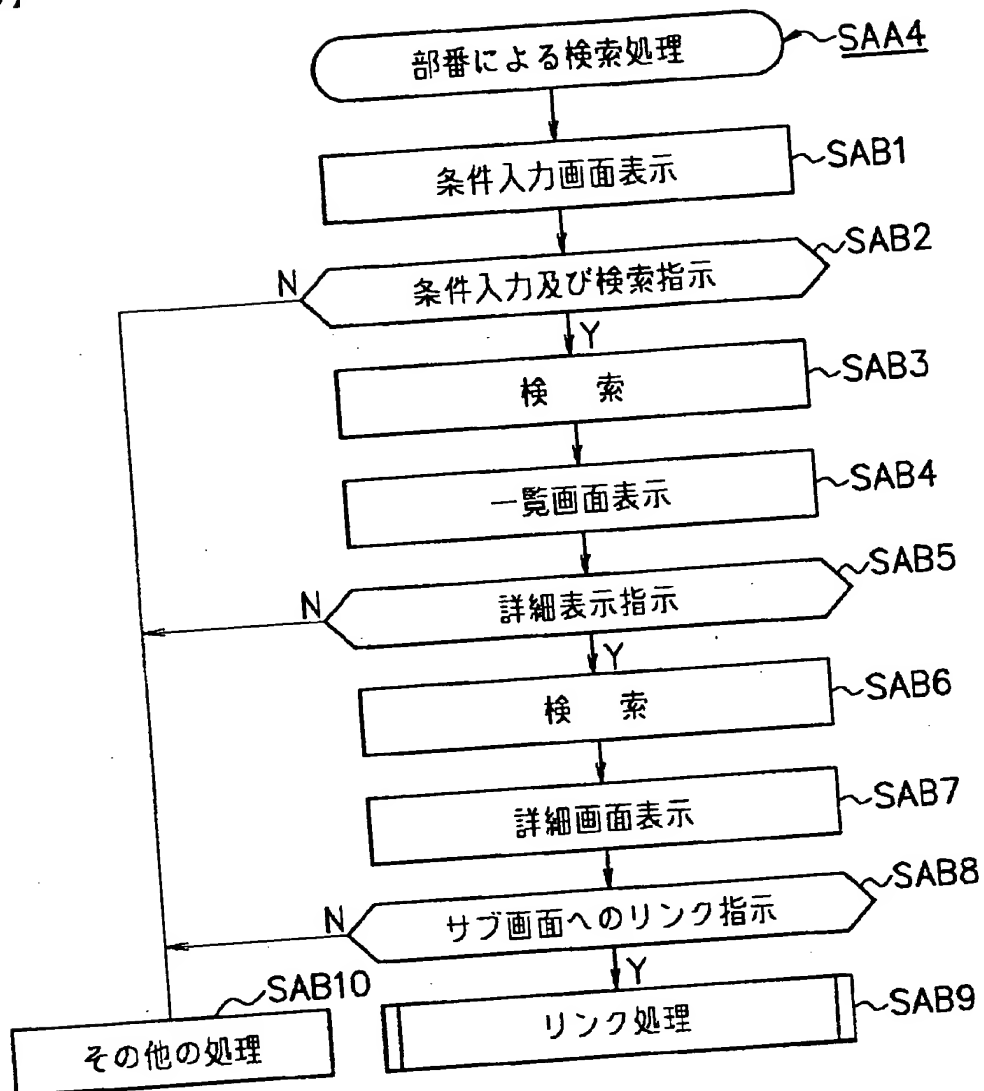 部番による検索処理
SAA4
条件入力画面表示
SAB1
条件入力及び検索指示
SAB2
N
Y
検 索
SAB3
一覧画面表示
SAB4
詳細表示指示
SAB5
N
Y
検 索
SAB6
詳細画面表示
SAB7
サブ画面へのリンク指示
SAB8
N
Y
リンク処理
SAB9
SAB10
その他の処理